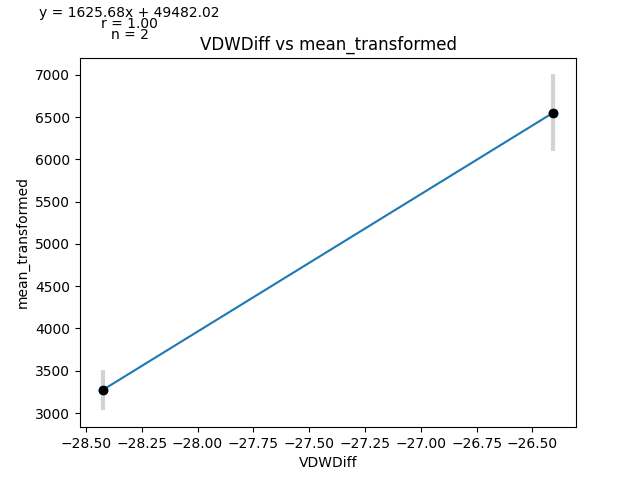 y = 1625.68x + 49482.02
r = 1.00
n = 2
VDWDiff vs mean_transformed
7000
6500
6000
5500
5000
4500
4000
3500
3000
mean_transformed
−28.50 −28.25 −28.00 −27.75 −27.50 −27.25 −27.00 −26.75 −26.50
VDWDiff